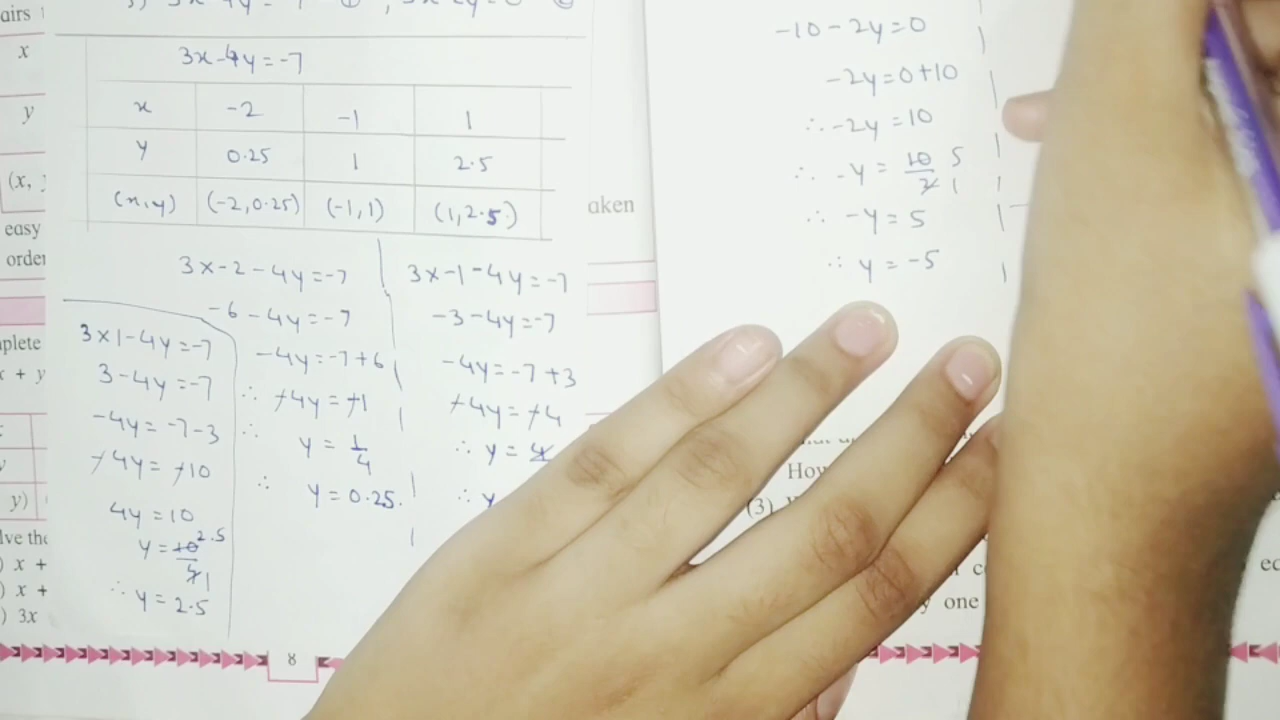 3x-4y=-7
x -2 -1 1
y 0.25 1 2.5
(x,y) (-2,0.25) (-1,1) (1,2.5)
3x-2-4y=-7
-6-4y=-7
-4y=-7+6
∴ -4y=-1
∴ y=1/4
∴ y=0.25.
3x-1-4y=-7
-3-4y=-7
-4y=-7+3
-4y=-4
∴ y=
∴ y
3x1-4y=-7
3-4y=-7
-4y=-7-3
-4y=-10
4y=10
y=10/4 2.5 1
∴ y=2.5
-10-2y=0
-2y=0+10
∴ -2y=10
∴ -y=10/2 5 1
∴ -y=5
∴ y=-5
airs
x
y
(x,
easy
order
aken
nplete
x + y
y)
lve the
) x +
) x +
) 3x
8
How
(3)
one